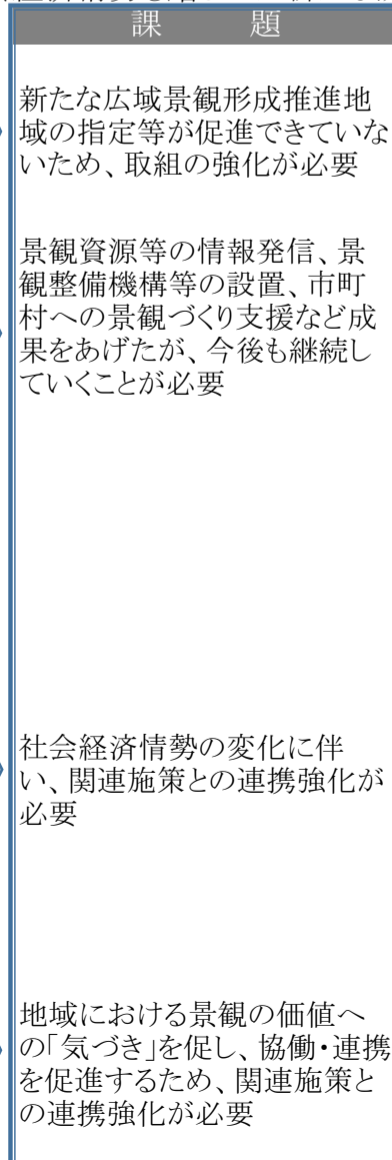 課　題
新たな広域景観形成推進地
域の指定等が促進できていな
いため、取組の強化が必要
景観資源等の情報発信、景
観整備機構等の設置、市町
村への景観づくり支援など成
果をあげたが、今後も継続し
ていくことが必要
社会経済情勢の変化に伴
い、関連施策との連携強化が
必要
地域における景観の価値へ
の「気づき」を促し、協働・連携
を促進するため、関連施策と
の連携強化が必要